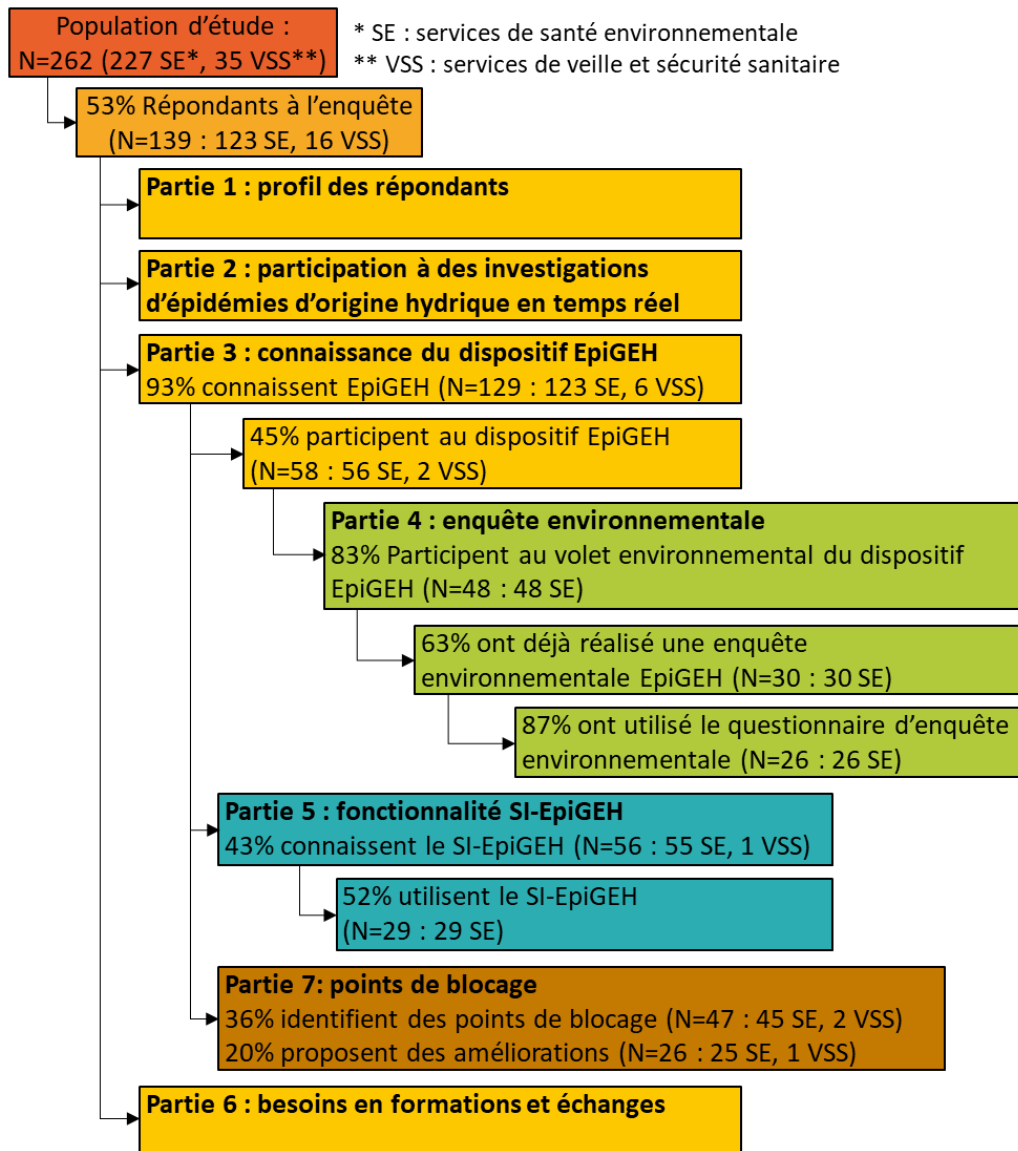 Population d’étude :
N=262 (227 SE*, 35 VSS**)
* SE : services de santé environnementale
** VSS : services de veille et sécurité sanitaire
53% Répondants à l’enquête
(N=139 : 123 SE, 16 VSS)
Partie 1 : profil des répondants
Partie 2 : participation à des investigations
d’épidémies d’origine hydrique en temps réel
Partie 3 : connaissance du dispositif EpiGEH
93% connaissent EpiGEH (N=129 : 123 SE, 6 VSS)
45% participent au dispositif EpiGEH
(N=58 : 56 SE, 2 VSS)
Partie 4 : enquête environnementale
83% Participent au volet environnemental du dispositif
EpiGEH (N=48 : 48 SE)
63% ont déjà réalisé une enquête
environnementale EpiGEH (N=30 : 30 SE)
87% ont utilisé le questionnaire d’enquête
environnementale (N=26 : 26 SE)
Partie 5 : fonctionnalité SI-EpiGEH
43% connaissent le SI-EpiGEH (N=56 : 55 SE, 1 VSS)
52% utilisent le SI-EpiGEH
(N=29 : 29 SE)
Partie 7: points de blocage
36% identifient des points de blocage (N=47 : 45 SE, 2 VSS)
20% proposent des améliorations (N=26 : 25 SE, 1 VSS)
Partie 6 : besoins en formations et échanges